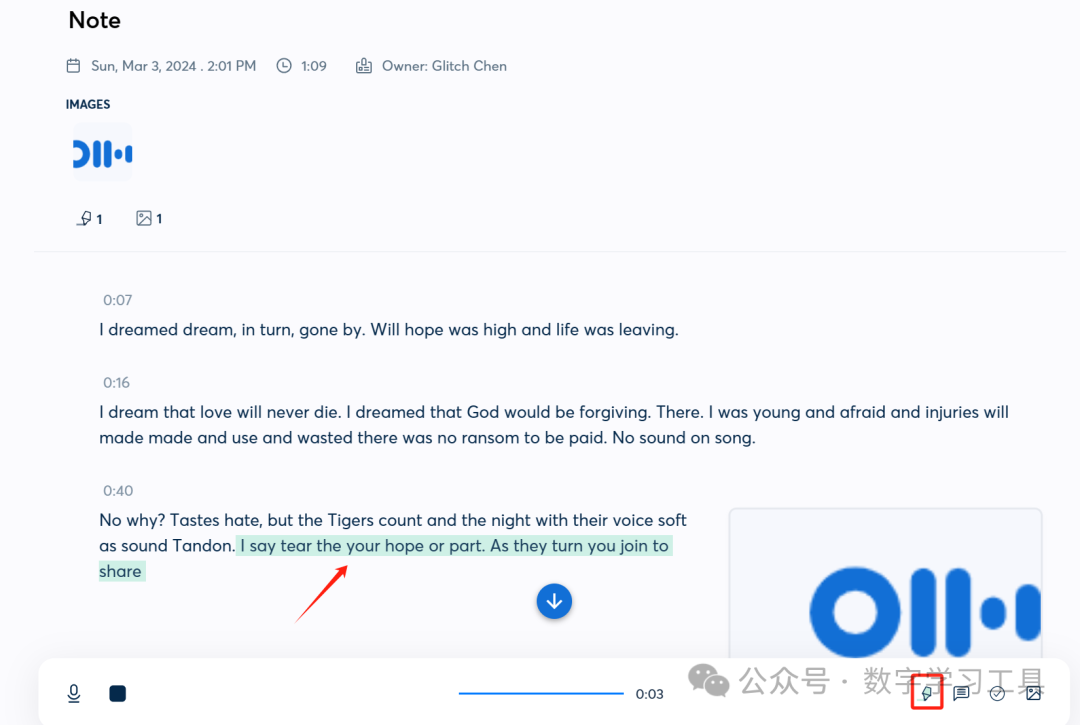 Note
Sun, Mar 3, 2024 . 2:01 PM 1:09 Owner: Glitch Chen
IMAGES
1 1
0:07
I dreamed dream, in turn, gone by. Will hope was high and life was leaving.
0:16
I dream that love will never die. I dreamed that God would be forgiving. There. I was young and afraid and injuries will
made made and use and wasted there was no ransom to be paid. No sound on song.
0:40
No why? Tastes hate, but the Tigers count and the night with their voice soft
as sound Tandon. I say tear the your hope or part. As they turn you join to
share
0:03
公众号 · 数字学习工具